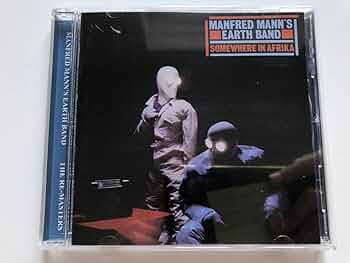 MANFRED MANN'S
EARTH BAND
SOMEWHERE IN AFRIKA
MANFRED MANN'S EARTH BAND
THE RE-MASTERS